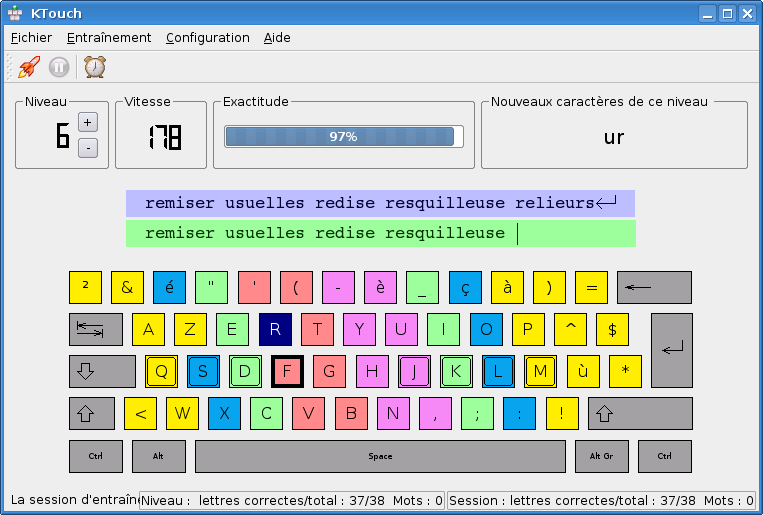 KTouch
Fichier Entraînement Configuration Aide
Niveau Vitesse Exactitude Nouveaux caractères de ce niveau
6 + - 178 97% ur
remiser usuelles redise resquilleuse relieurs
remiser usuelles redise resquilleuse
² & é " ' ( - è _ ç à ) =
A Z E R T Y U I O P ^ $
Q S D F G H J K L M ù *
< W X C V B N , ; : !
Ctrl Alt Space Alt Gr Ctrl
La session d'entraîne Niveau : lettres correctes/total : 37/38 Mots : 0 Session : lettres correctes/total : 37/38 Mots : 0